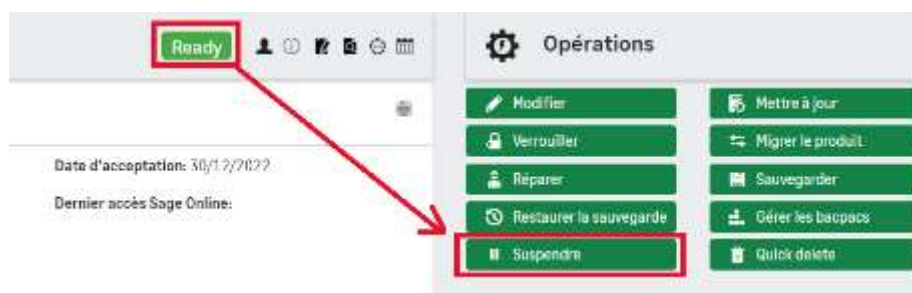 Ready
Date d'acceptation: 30/12/2022
Dernier accès Sage Online:
Opérations
Modifier
Mettre à jour
Verrouiller
Migrer le produit
Réparer
Sauvegarder
Restaurer la sauvegarde
Gérer les bacpacs
Suspendre
Quick delete